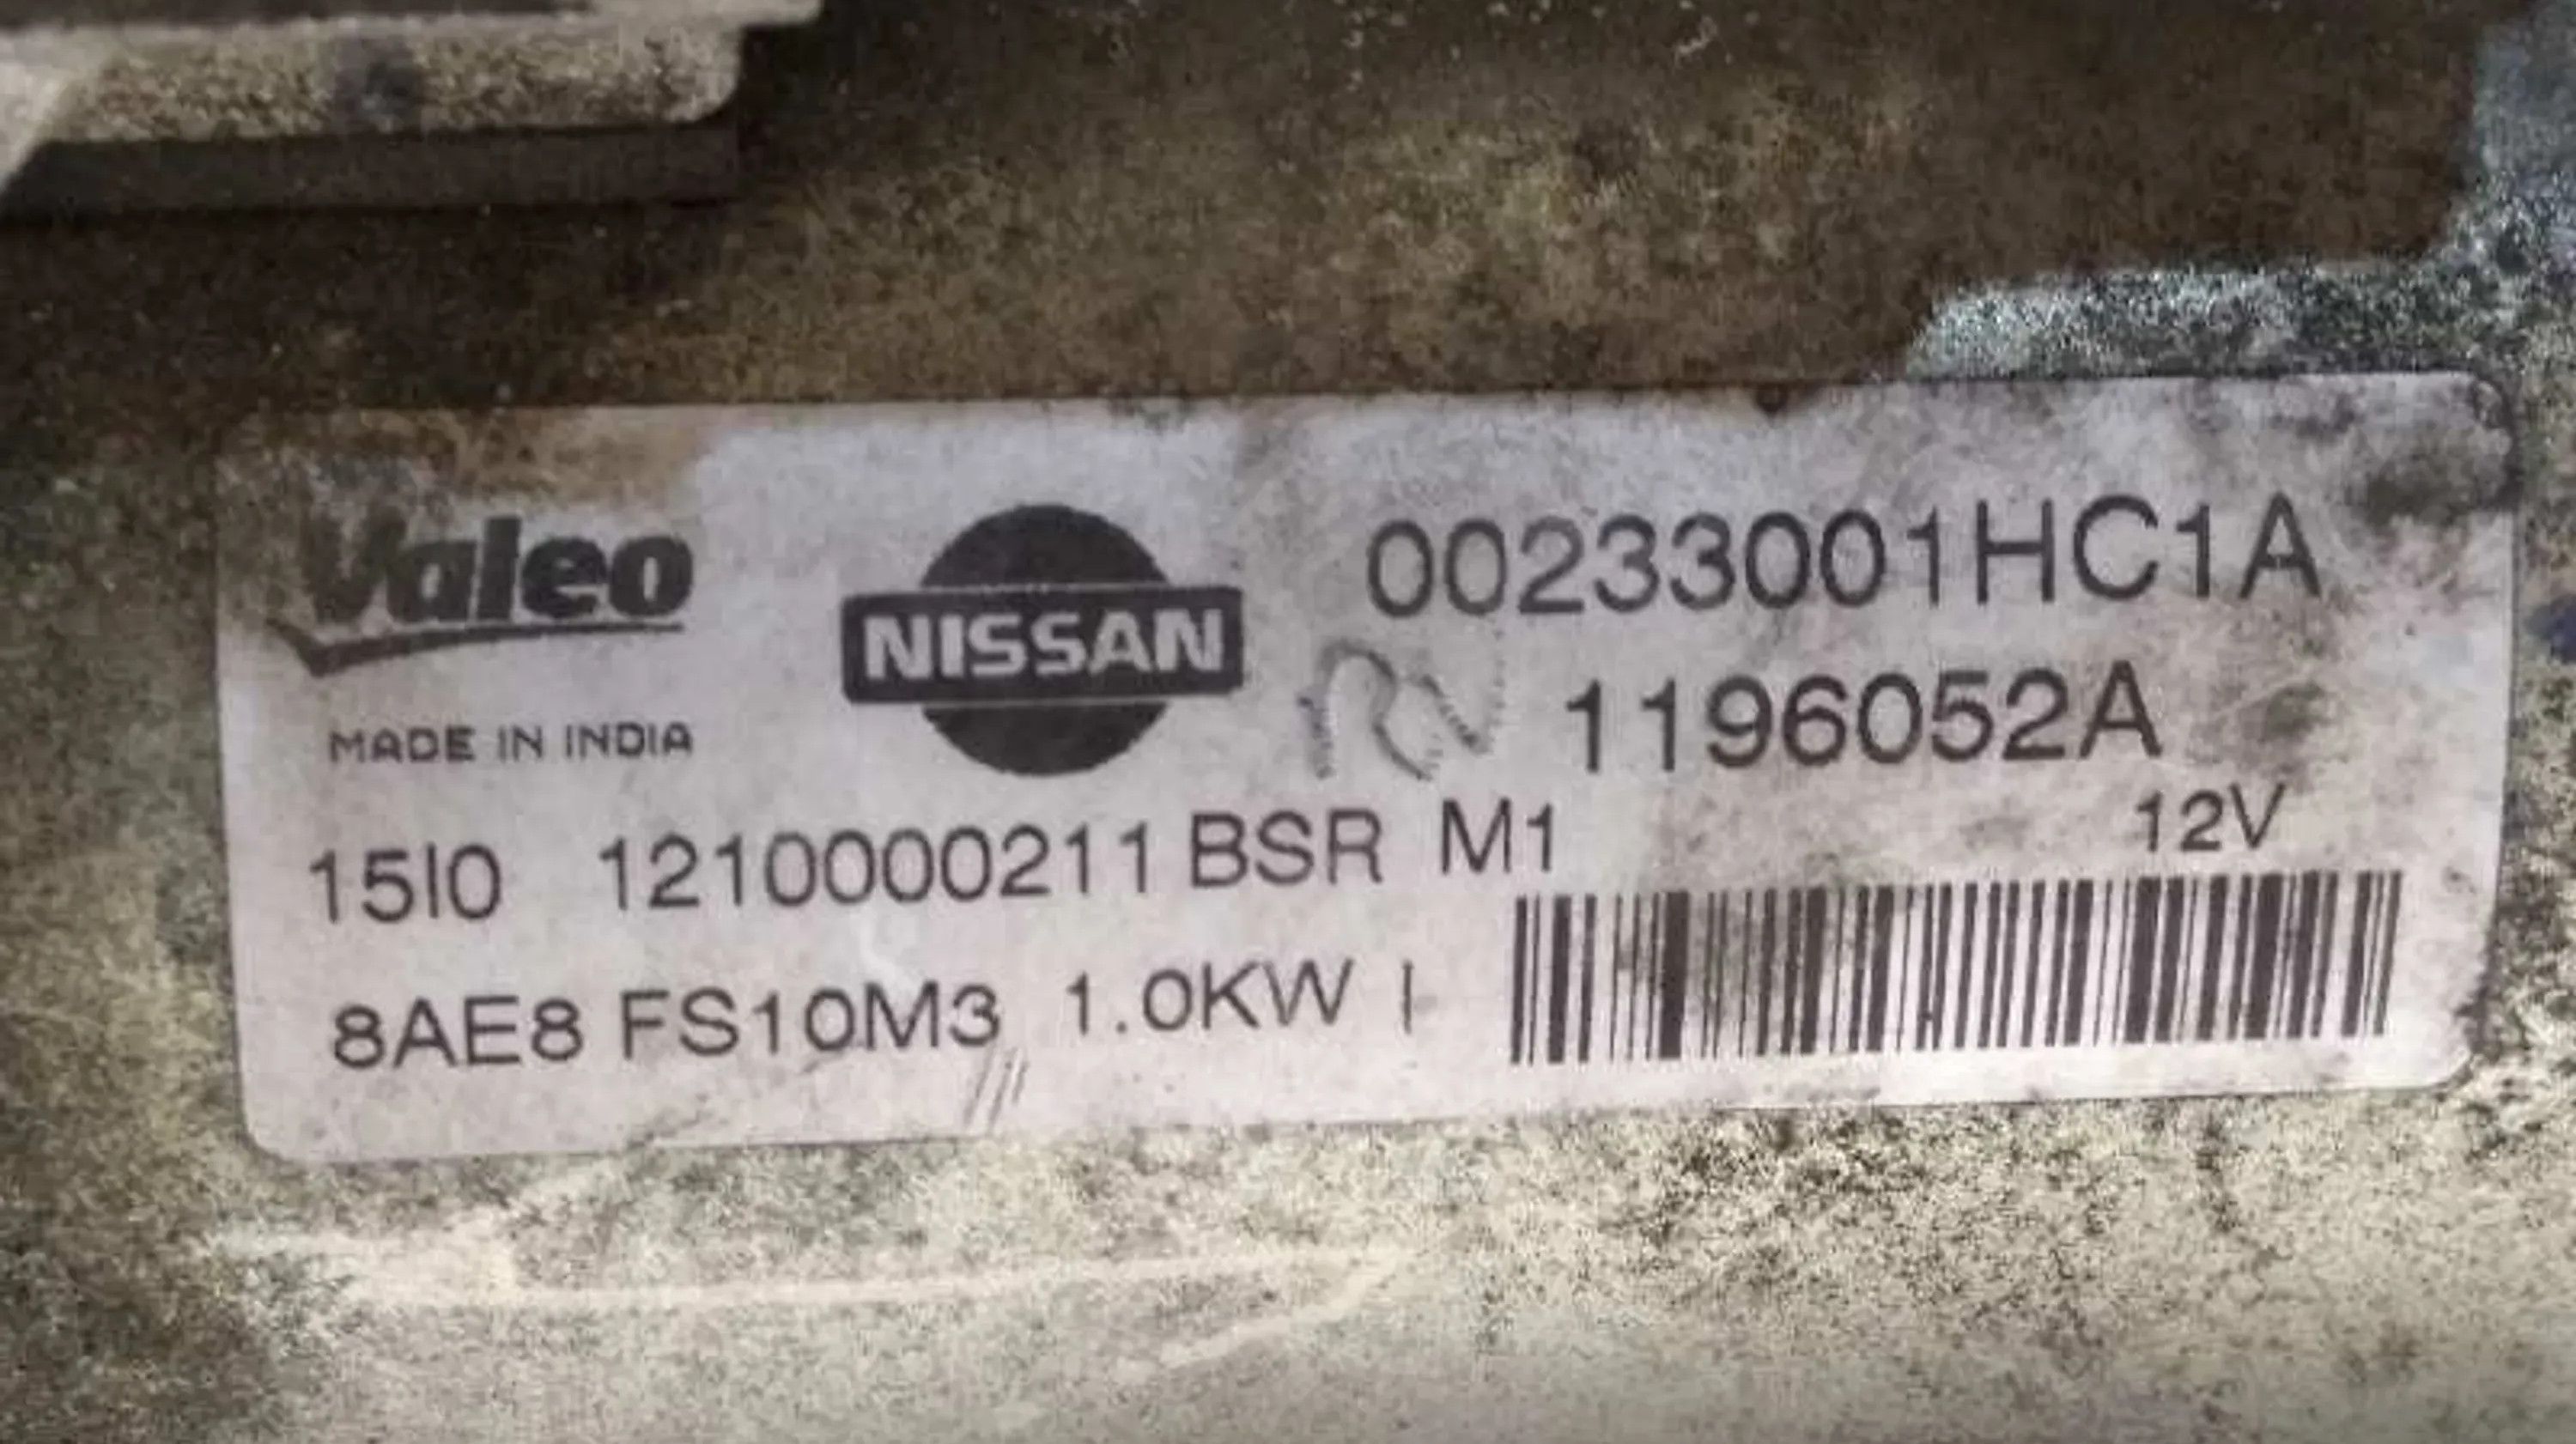 Valeo
NISSAN
00233001HC1A
MADE IN INDIA
1196052A
15I0 1210000211 BSR M1
12V
8AE8 FS10M3 1.0KW I